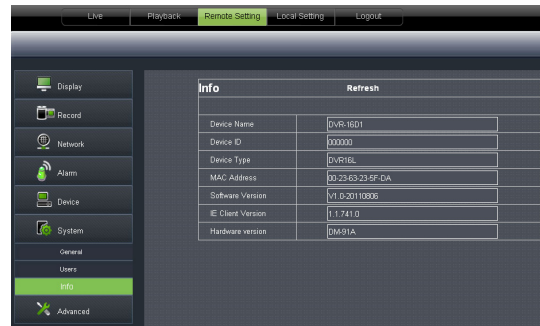 Live Playback Remote Setting Local Setting Logout
Display
Record
Network
Alarm
Device
System
General
Users
Info
Advanced
Info Refresh
Device Name DVR-16D1
Device ID 000000
Device Type DVR16L
MAC Address 00-23-63-23-5F-DA
Software Version V1.0-20110806
IE Client Version 1.1.741.0
Hardware version DM-91A